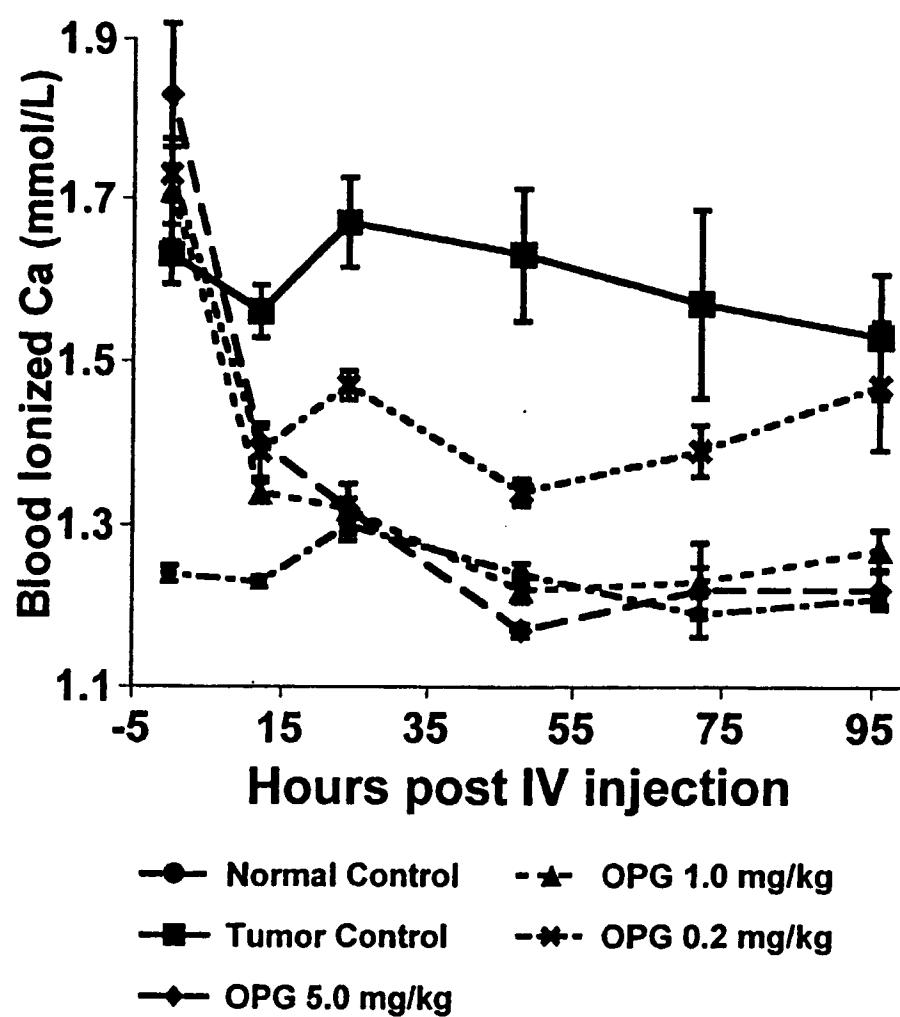 Blood Ionized Ca (mmol/L)
1.9
1.7
1.5
1.3
1.1
-5 15 35 55 75 95
Hours post IV injection
Normal Control OPG 1.0 mg/kg
Tumor Control OPG 0.2 mg/kg
OPG 5.0 mg/kg